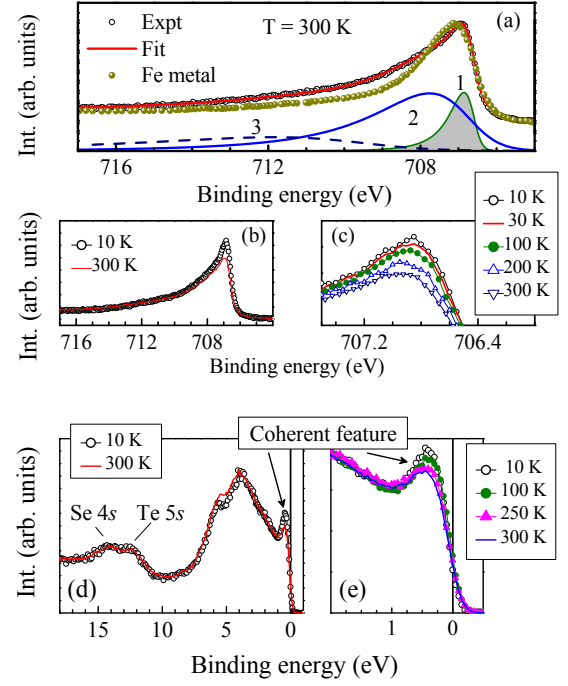 Expt
Fit
Fe metal
T = 300 K
(a)
1
2
3
Int. (arb. units)
716
712
708
Binding energy (eV)
10 K
300 K
(b)
Int. (arb. units)
716
712
708
Binding energy (eV)
(c)
707.2
706.4
Binding energy (eV)
10 K
30 K
100 K
200 K
300 K
10 K
300 K
Coherent feature
Se 4s
Te 5s
(d)
Int. (arb. units)
15
10
5
0
Binding energy (eV)
(e)
1
0
10 K
100 K
250 K
300 K